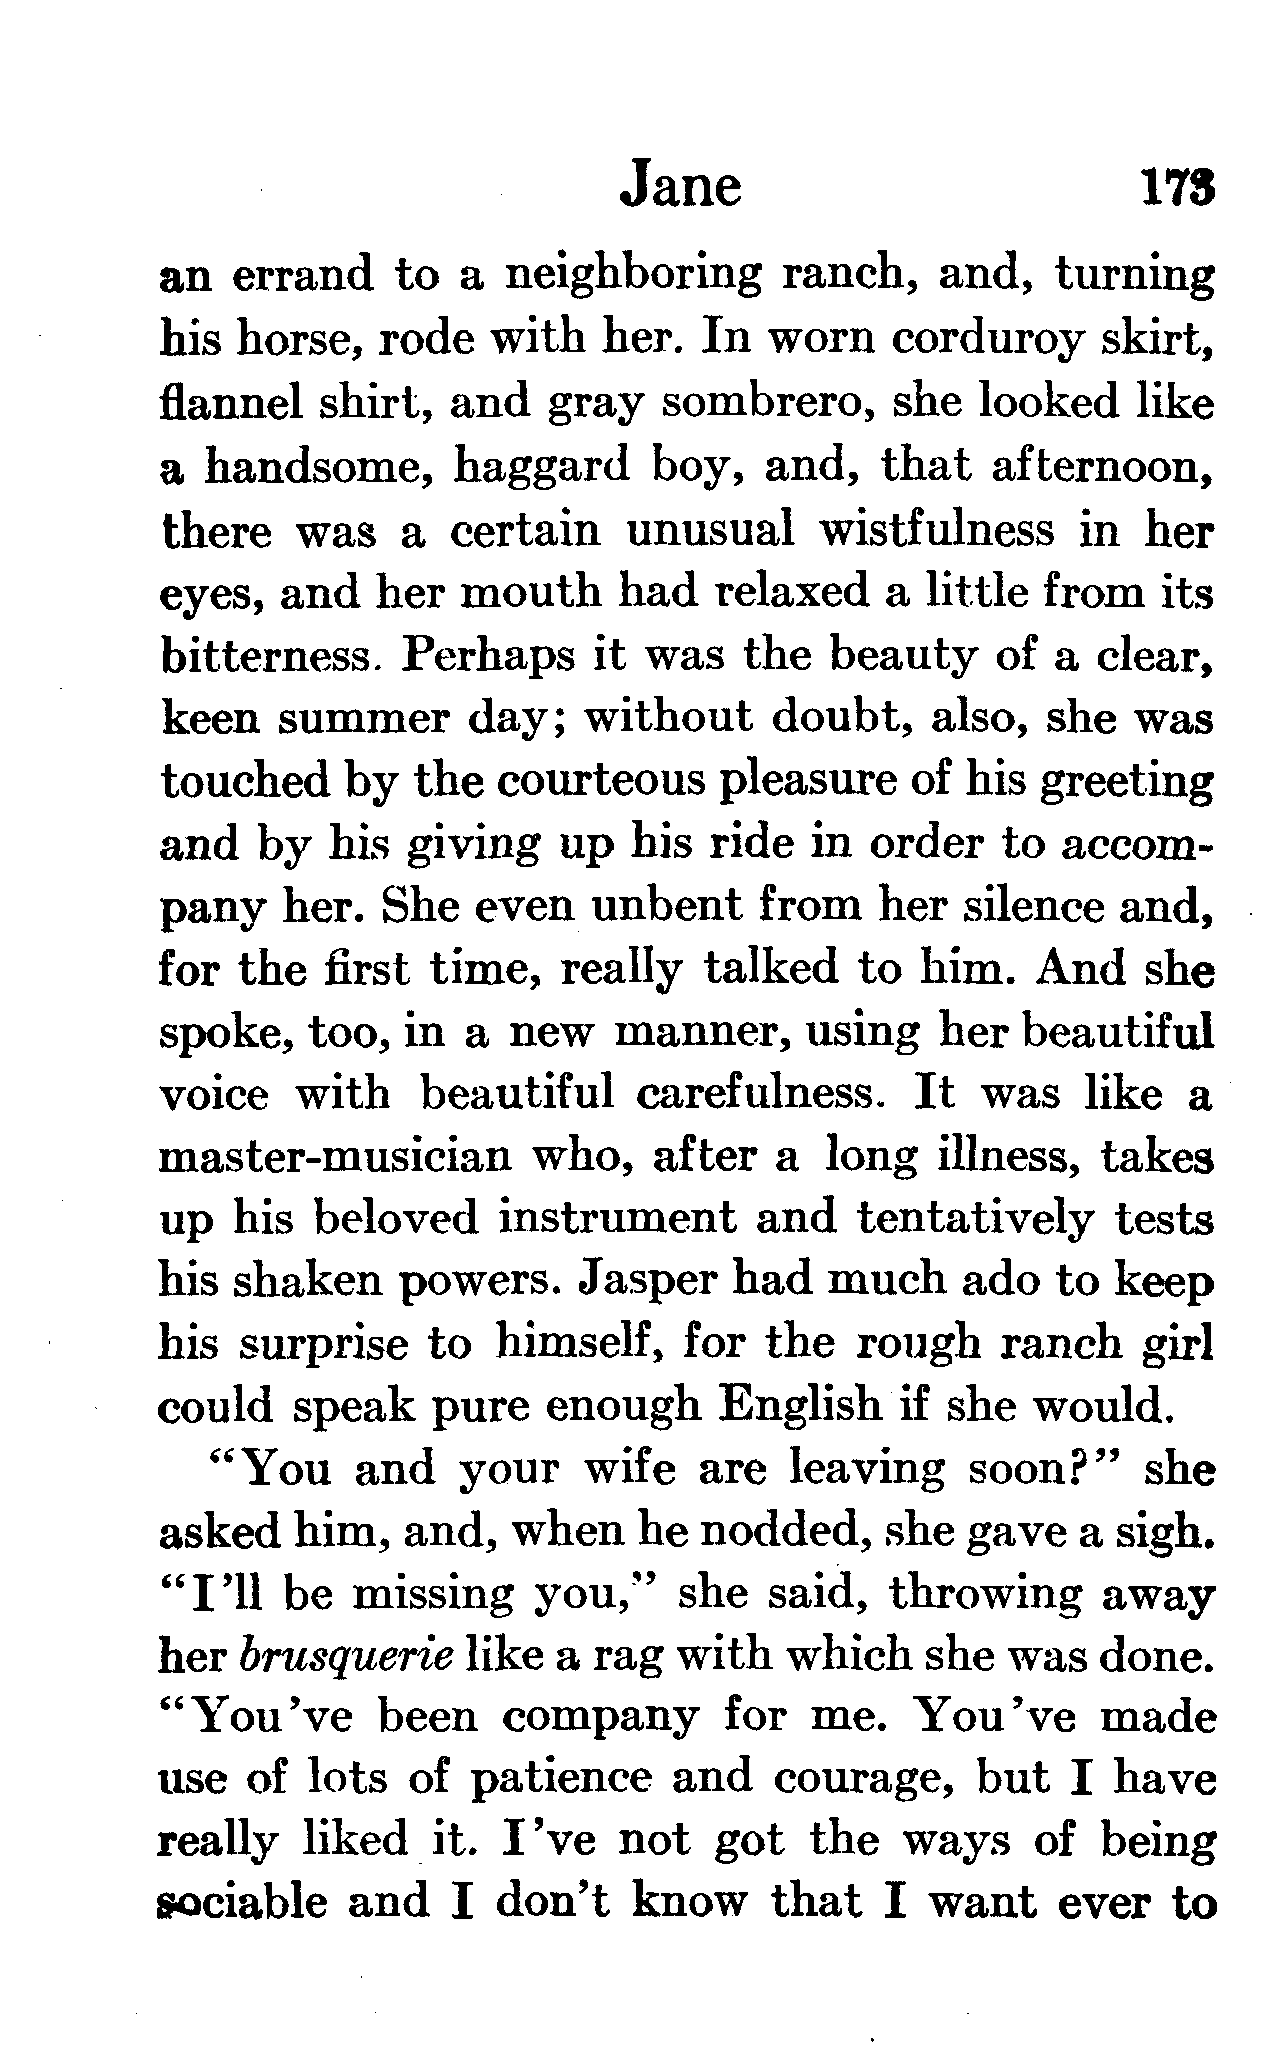 Jane 173
an errand to a neighboring ranch, and, turning
his horse, rode with her. In worn corduroy skirt,
flannel shirt, and gray sombrero, she looked like
a handsome, haggard boy, and, that afternoon,
there was a certain unusual wistfulness in her
eyes, and her mouth had relaxed a little from its
bitterness. Perhaps it was the beauty of a clear,
keen summer day; without doubt, also, she was
touched by the courteous pleasure of his greeting
and by his giving up his ride in order to accom-
pany her. She even unbent from her silence and,
for the first time, really talked to him. And she
spoke, too, in a new manner, using her beautiful
voice with beautiful carefulness. It was like a
master-musician who, after a long illness, takes
up his beloved instrument and tentatively tests
his shaken powers. Jasper had much ado to keep
his surprise to himself, for the rough ranch girl
could speak pure enough English if she would.
"You and your wife are leaving soon?" she
asked him, and, when he nodded, she gave a sigh.
"I'll be missing you," she said, throwing away
her brusquerie like a rag with which she was done.
"You've been company for me. You've made
use of lots of patience and courage, but I have
really liked it. I've not got the ways of being
sociable and I don't know that I want ever to